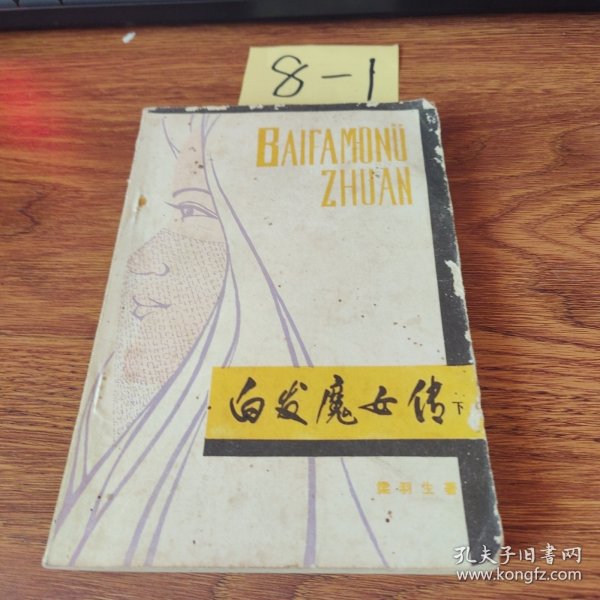 8-1
BAIFAMONÜ
ZHUAN
白发魔女传 下
梁羽生著
孔夫子旧書网
www.kongfz.com